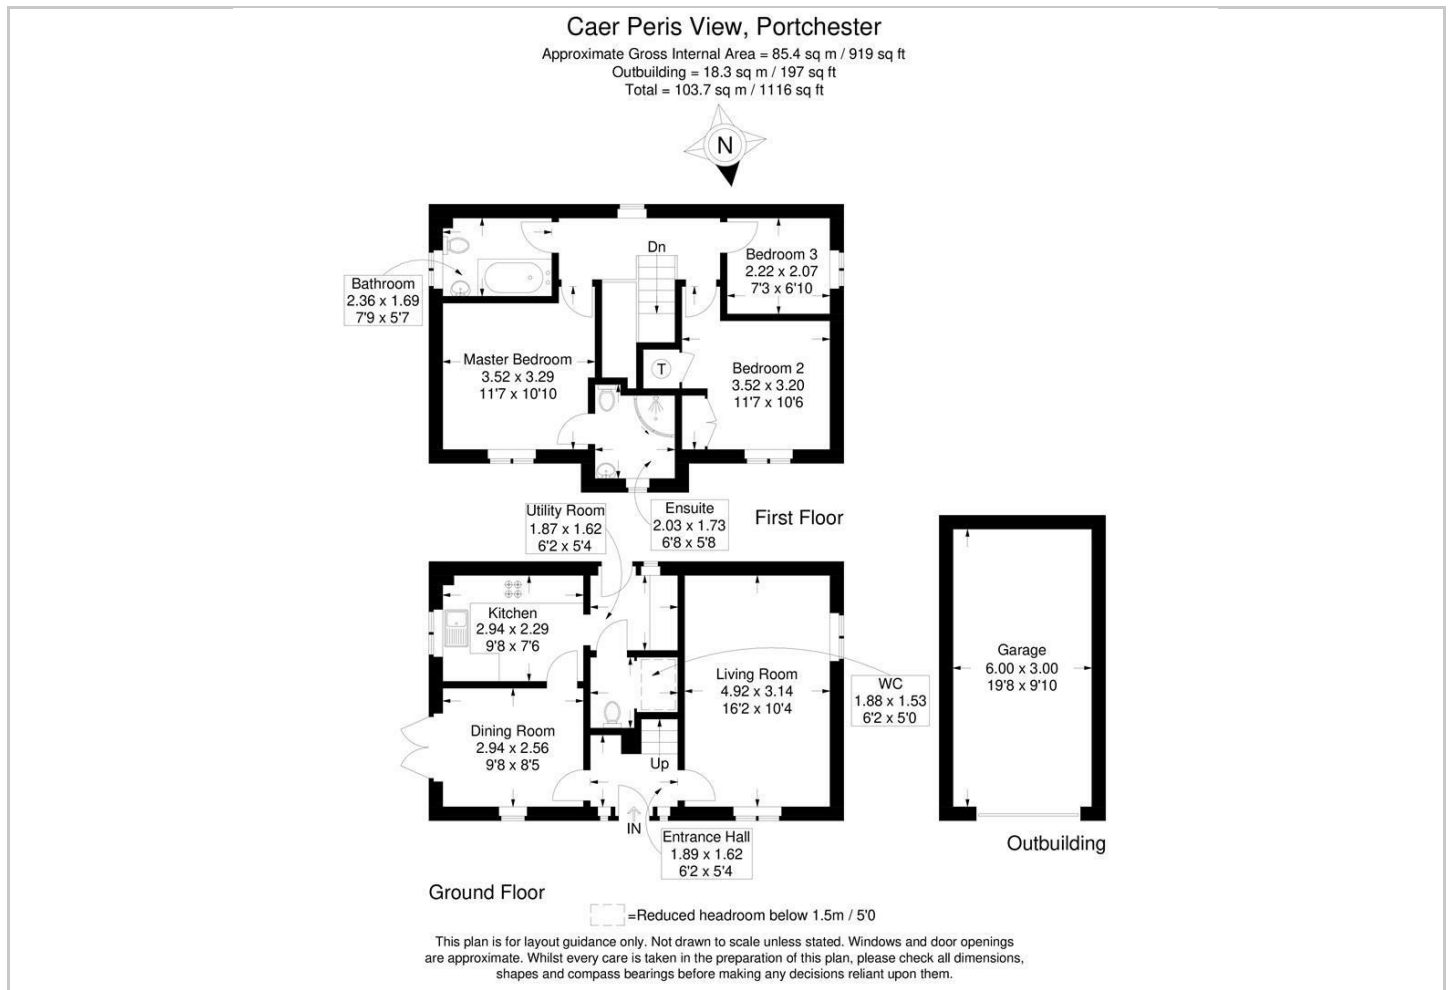 Caer Peris View, Portchester
Approximate Gross Internal Area = 85.4 sq m / 919 sq ft
Outbuilding = 18.3 sq m / 197 sq ft
Total = 103.7 sq m / 1116 sq ft
N
Bathroom
2.36 x 1.69
7'9 x 5'7
Dn
Bedroom 3
2.22 x 2.07
7'3 x 6'10
Master Bedroom
3.52 x 3.29
11'7 x 10'10
T
Bedroom 2
3.52 x 3.20
11'7 x 10'6
Utility Room
1.87 x 1.62
6'2 x 5'4
Ensuite
2.03 x 1.73
6'8 x 5'8
First Floor
Kitchen
2.94 x 2.29
9'8 x 7'6
Living Room
4.92 x 3.14
16'2 x 10'4
WC
1.88 x 1.53
6'2 x 5'0
Garage
6.00 x 3.00
19'8 x 9'10
Dining Room
2.94 x 2.56
9'8 x 8'5
Up
IN
Entrance Hall
1.89 x 1.62
6'2 x 5'4
Outbuilding
Ground Floor
=Reduced headroom below 1.5m / 5'0
This plan is for layout guidance only. Not drawn to scale unless stated. Windows and door openings
are approximate. Whilst every care is taken in the preparation of this plan, please check all dimensions,
shapes and compass bearings before making any decisions reliant upon them.